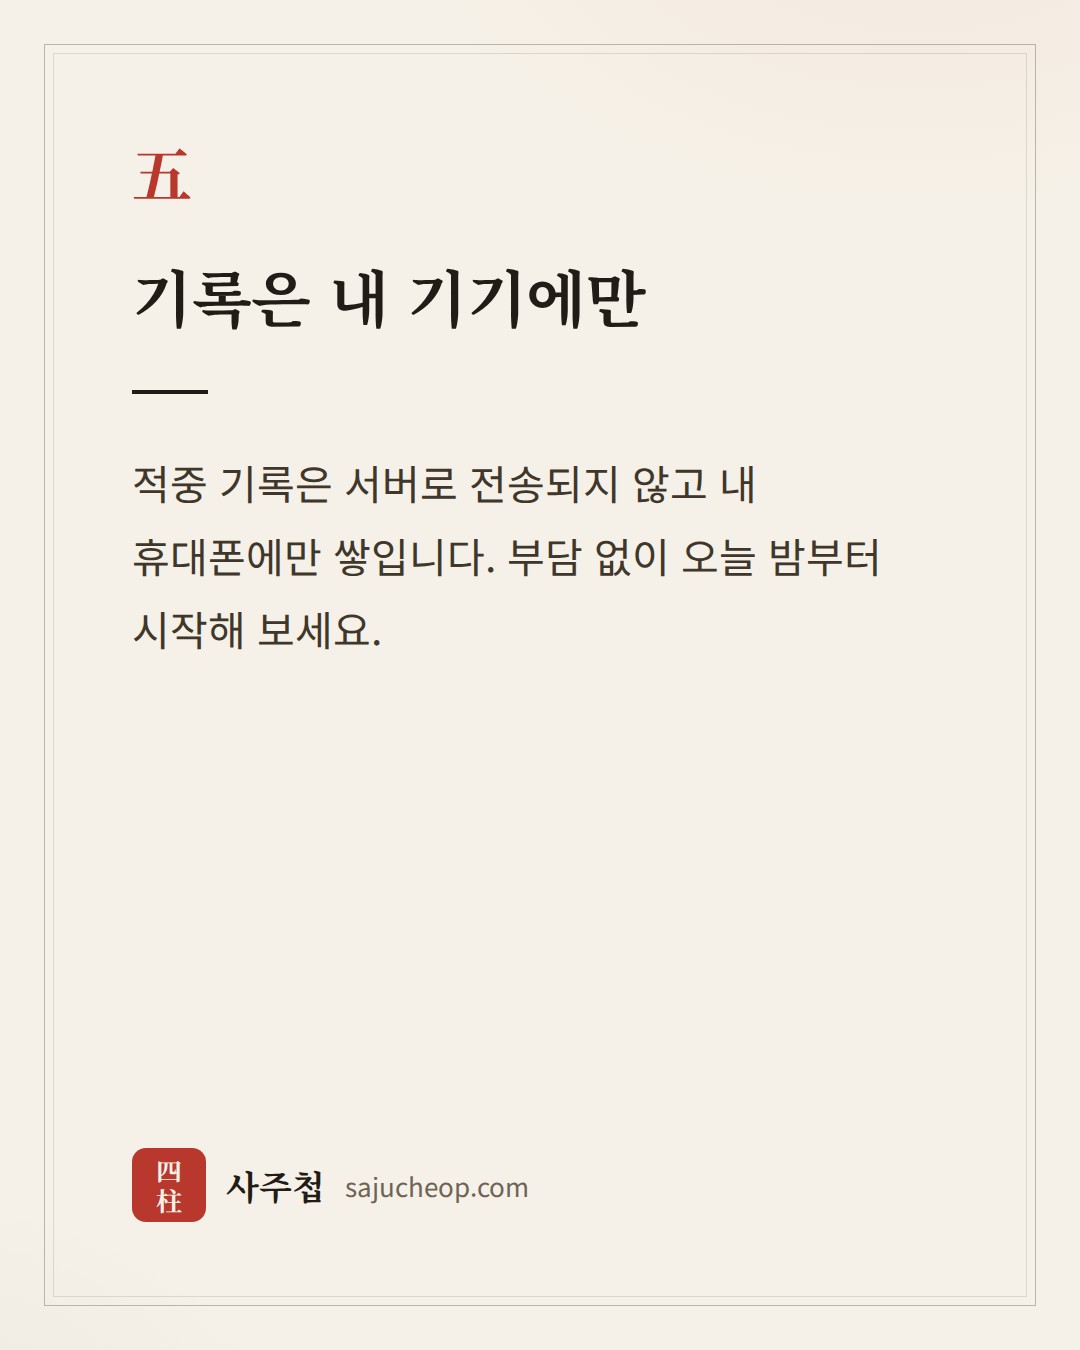 五
기록은 내 기기에만
적중 기록은 서버로 전송되지 않고 내
휴대폰에만 쌓입니다. 부담 없이 오늘 밤부터
시작해 보세요.
四
柱
사주첩 sajucheop.com